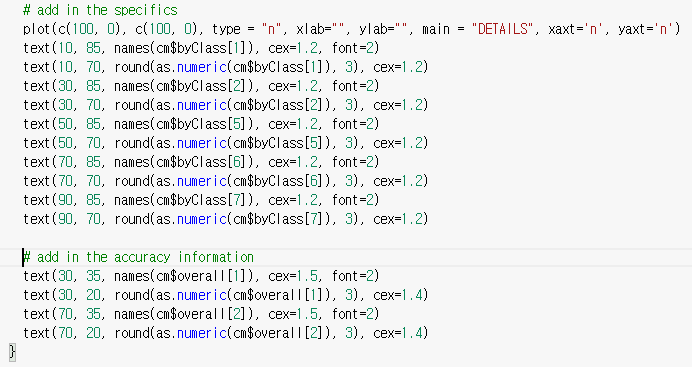 # add in the specifics
plot(c(100, 0), c(100, 0), type = "n", xlab="", ylab="", main = "DETAILS", xaxt='n', yaxt='n')
text(10, 85, names(cm$byClass[1]), cex=1.2, font=2)
text(10, 70, round(as.numeric(cm$byClass[1]), 3), cex=1.2)
text(30, 85, names(cm$byClass[2]), cex=1.2, font=2)
text(30, 70, round(as.numeric(cm$byClass[2]), 3), cex=1.2)
text(50, 85, names(cm$byClass[5]), cex=1.2, font=2)
text(50, 70, round(as.numeric(cm$byClass[5]), 3), cex=1.2)
text(70, 85, names(cm$byClass[6]), cex=1.2, font=2)
text(70, 70, round(as.numeric(cm$byClass[6]), 3), cex=1.2)
text(90, 85, names(cm$byClass[7]), cex=1.2, font=2)
text(90, 70, round(as.numeric(cm$byClass[7]), 3), cex=1.2)
# add in the accuracy information
text(30, 35, names(cm$overall[1]), cex=1.5, font=2)
text(30, 20, round(as.numeric(cm$overall[1]), 3), cex=1.4)
text(70, 35, names(cm$overall[2]), cex=1.5, font=2)
text(70, 20, round(as.numeric(cm$overall[2]), 3), cex=1.4)
}